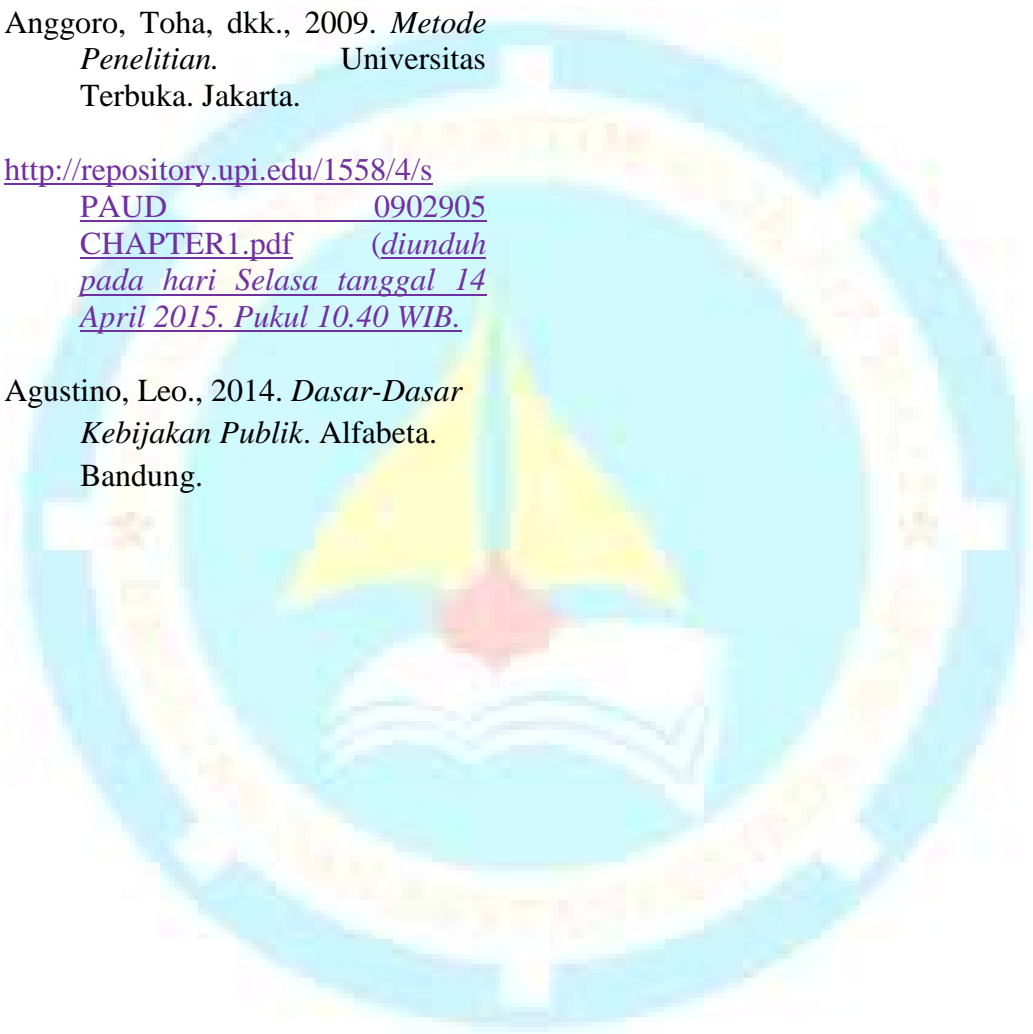 Anggoro, Toha, dkk., 2009. Metode
Penelitian. Universitas
Terbuka. Jakarta.
http://repository.upi.edu/1558/4/s
PAUD 0902905
CHAPTER1.pdf (diunduh
pada hari Selasa tanggal 14
April 2015. Pukul 10.40 WIB.
Agustino, Leo., 2014. Dasar-Dasar
Kebijakan Publik. Alfabeta.
Bandung.